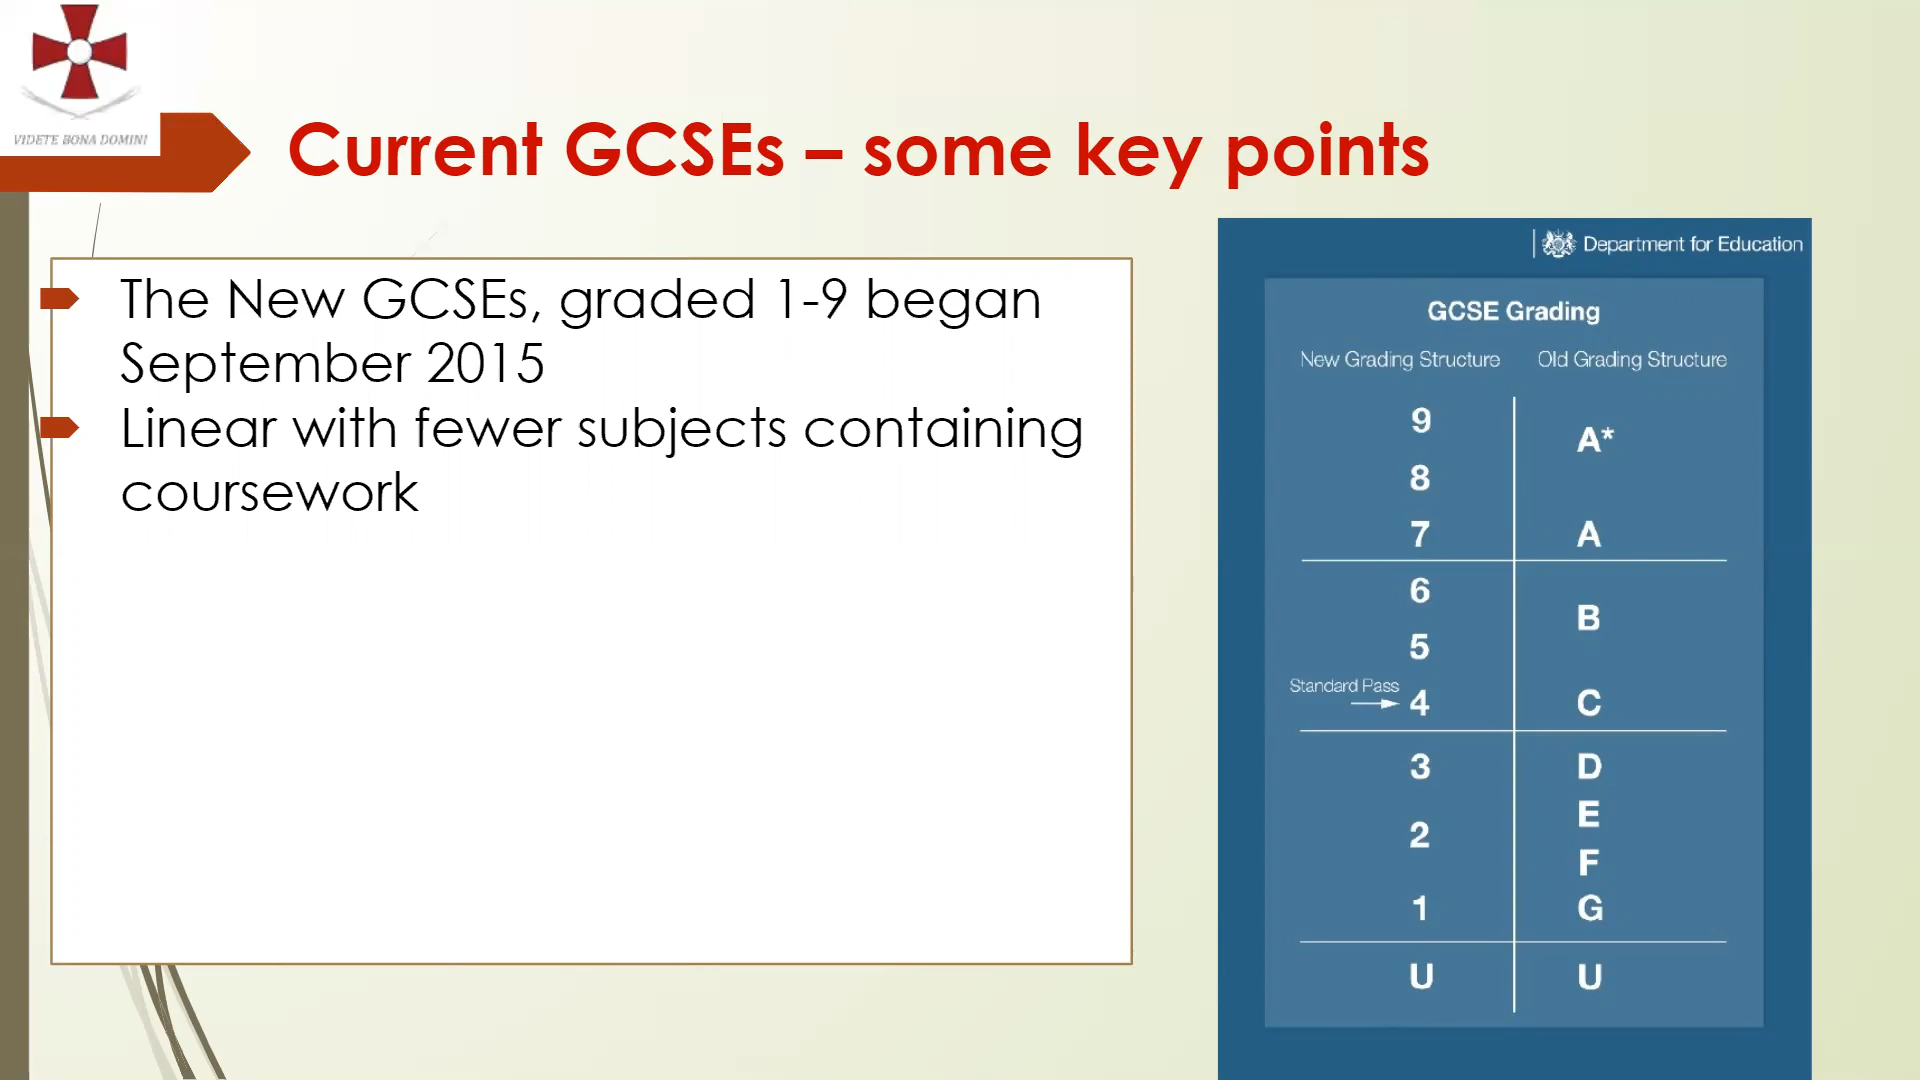 VIDETE BONA DOMINI
Current GCSEs – some key points
The New GCSEs, graded 1-9 began
September 2015
Linear with fewer subjects containing
coursework
Department for Education
GCSE Grading
New Grading Structure Old Grading Structure
9
A*
8
7 A
6
B
5
Standard Pass
4 C
3 D
E
2
F
1 G
U U